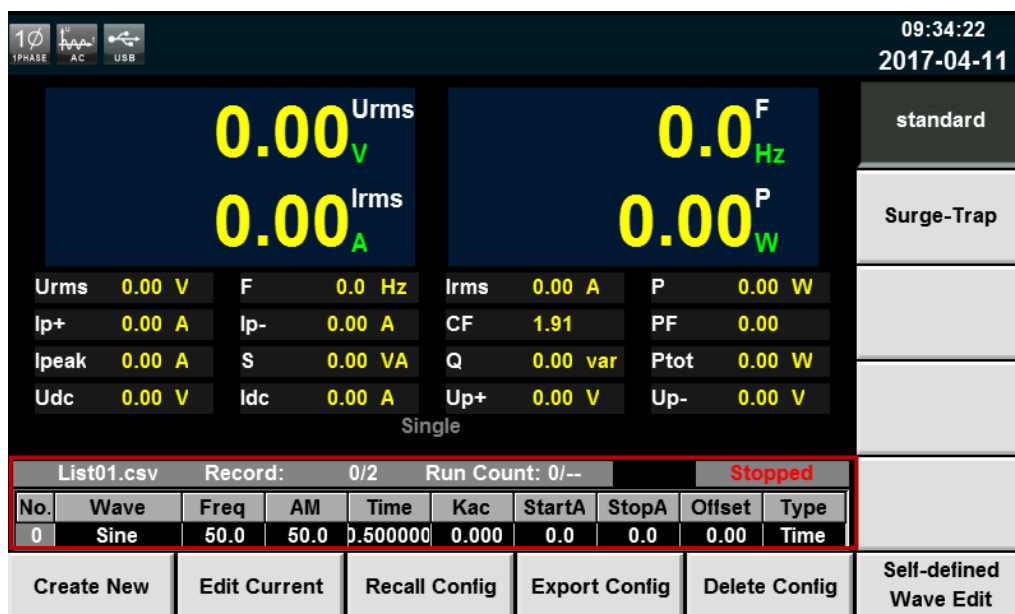 1Ø 09:34:22
1PHASE AC USB 2017-04-11
0.00 Urms V 0.0 F Hz standard
0.00 Irms A 0.00 P W Surge-Trap
Urms 0.00 V F 0.0 Hz Irms 0.00 A P 0.00 W
Ip+ 0.00 A Ip- 0.00 A CF 1.91 PF 0.00
Ipeak 0.00 A S 0.00 VA Q 0.00 var Ptot 0.00 W
Udc 0.00 V Idc 0.00 A Up+ 0.00 V Up- 0.00 V
Single
List01.csv Record: 0/2 Run Count: 0/-- Stopped
No. Wave Freq AM Time Kac StartA StopA Offset Type
0 Sine 50.0 50.0 0.500000 0.000 0.0 0.0 0.00 Time
Create New Edit Current Recall Config Export Config Delete Config Self-defined
Wave Edit